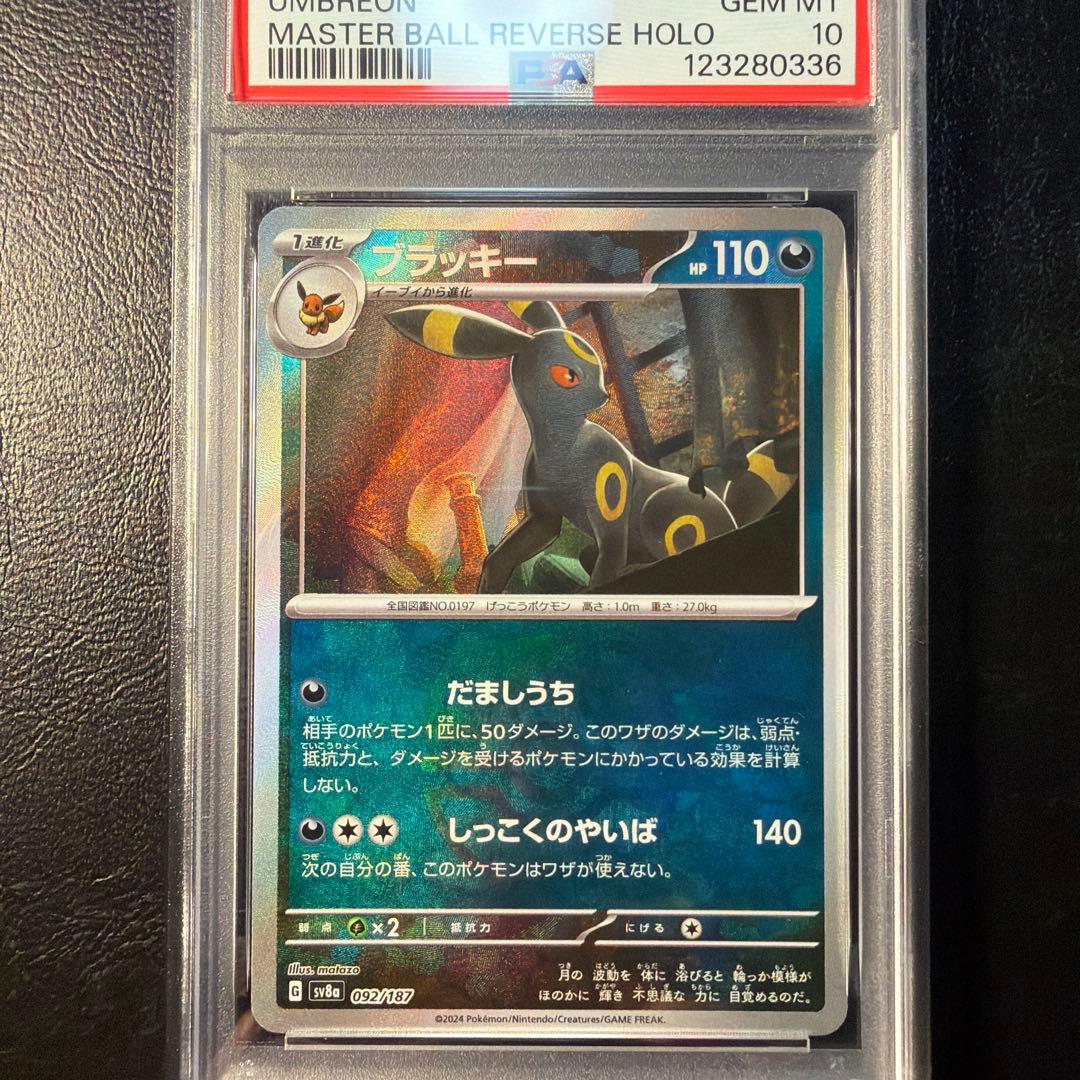 UMBREON GEM MT
MASTER BALL REVERSE HOLO 10
PSA 123280336
1進化 ブラッキー HP 110
イーブイから進化
全国図鑑NO.0197 げっこうポケモン 高さ:1.0m 重さ:27.0kg
だましうち
相手のポケモン1匹に、50ダメージ。このワザのダメージは、弱点・
抵抗力と、ダメージを受けるポケモンにかかっている効果を計算
しない。
しっこくのやいば 140
次の自分の番、このポケモンはワザが使えない。
弱点 ×2 抵抗力 にげる
Illus. matazo
月の 波動を 体に 浴びると 輪っか模様が
ほのかに 輝き 不思議な 力に 目覚めるのだ。
G sv8a 092/187
©2024 Pokémon/Nintendo/Creatures/GAME FREAK.